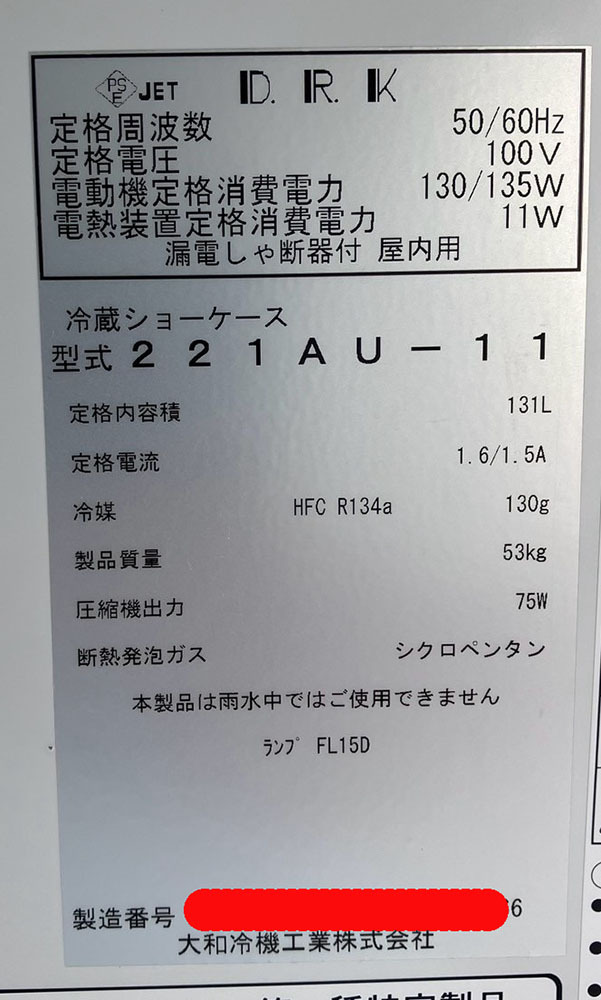 PSE JET D.R.K
定格周波数 50/60Hz
定格電圧 100V
電動機定格消費電力 130/135W
電熱装置定格消費電力 11W
漏電しゃ断器付 屋内用
冷蔵ショーケース
型式 221AU-11
定格内容積 131L
定格電流 1.6/1.5A
冷媒 HFC R134a 130g
製品質量 53kg
圧縮機出力 75W
断熱発泡ガス シクロペンタン
本製品は雨水中ではご使用できません
ﾗﾝﾌﾟ FL15D
製造番号 6
大和冷機工業株式会社